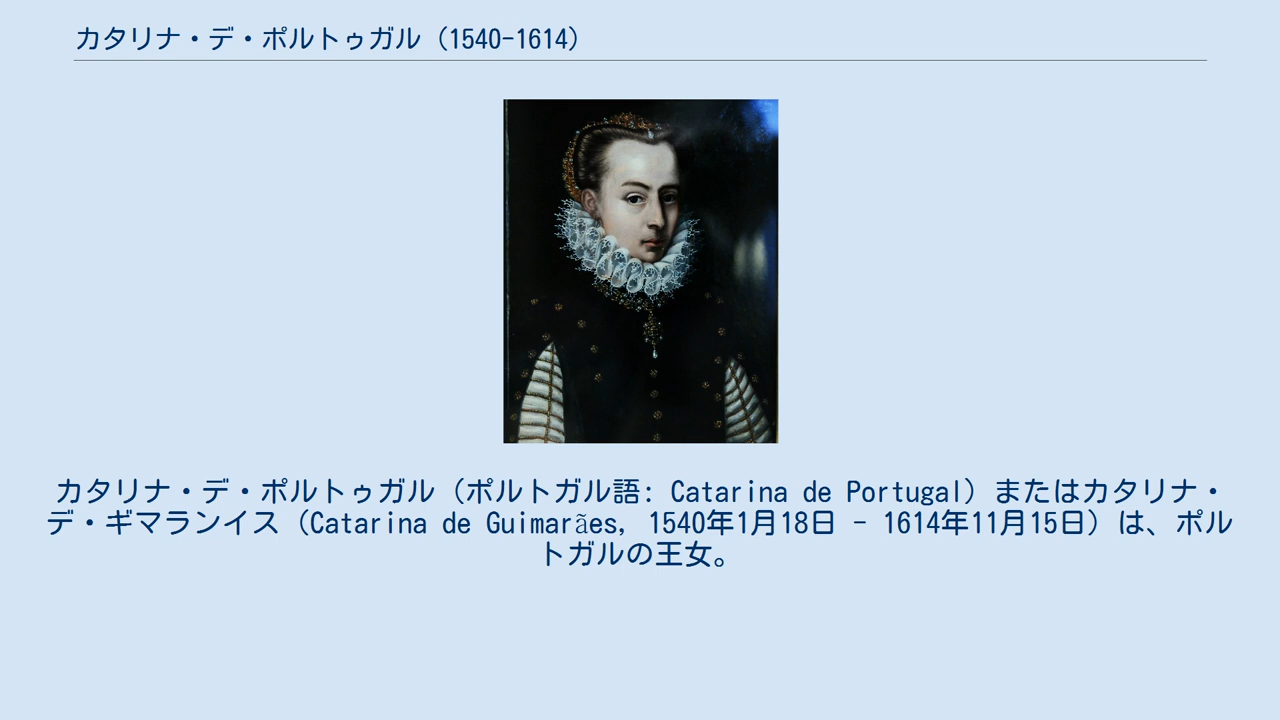 カタリナ・デ・ポルトゥガル（1540-1614）
カタリナ・デ・ポルトゥガル（ポルトガル語: Catarina de Portugal）またはカタリナ・
デ・ギマランイス（Catarina de Guimarães, 1540年1月18日 - 1614年11月15日）は、ポル
トガルの王女。